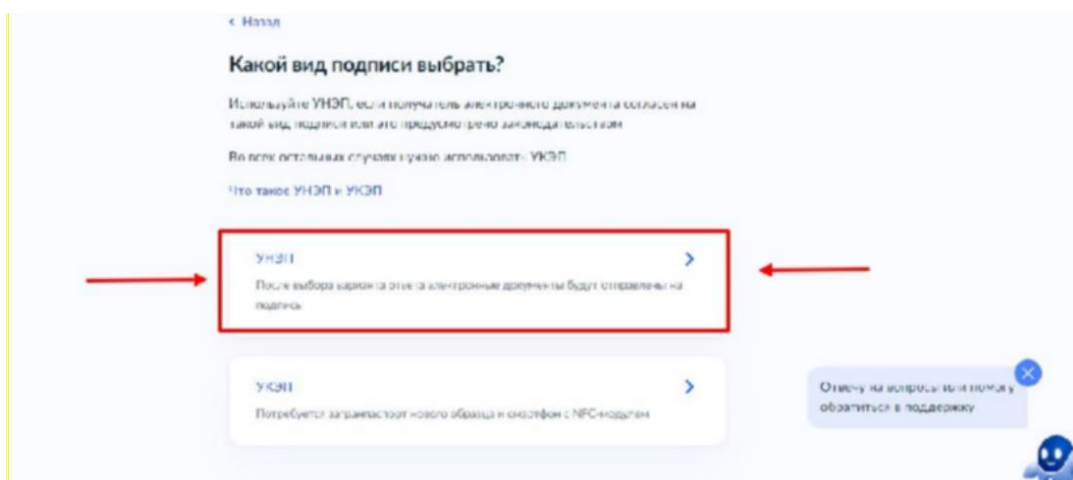 Назад
Какой вид подписи выбрать?
Используйте УНЭП, если получатель электронного документа согласен на
такой вид подписи или это предусмотрено законодательством
Во всех остальных случаях нужно использовать УКЭП
Что такое УНЭП и УКЭП
УНЭП
После выбора варианта ответа электронные документы будут отправлены на
подпись
УКЭП
Потребуется загранпаспорт нового образца и смартфон с NFC-модулем
Отвечу на вопросы или помогу
обратиться в поддержку